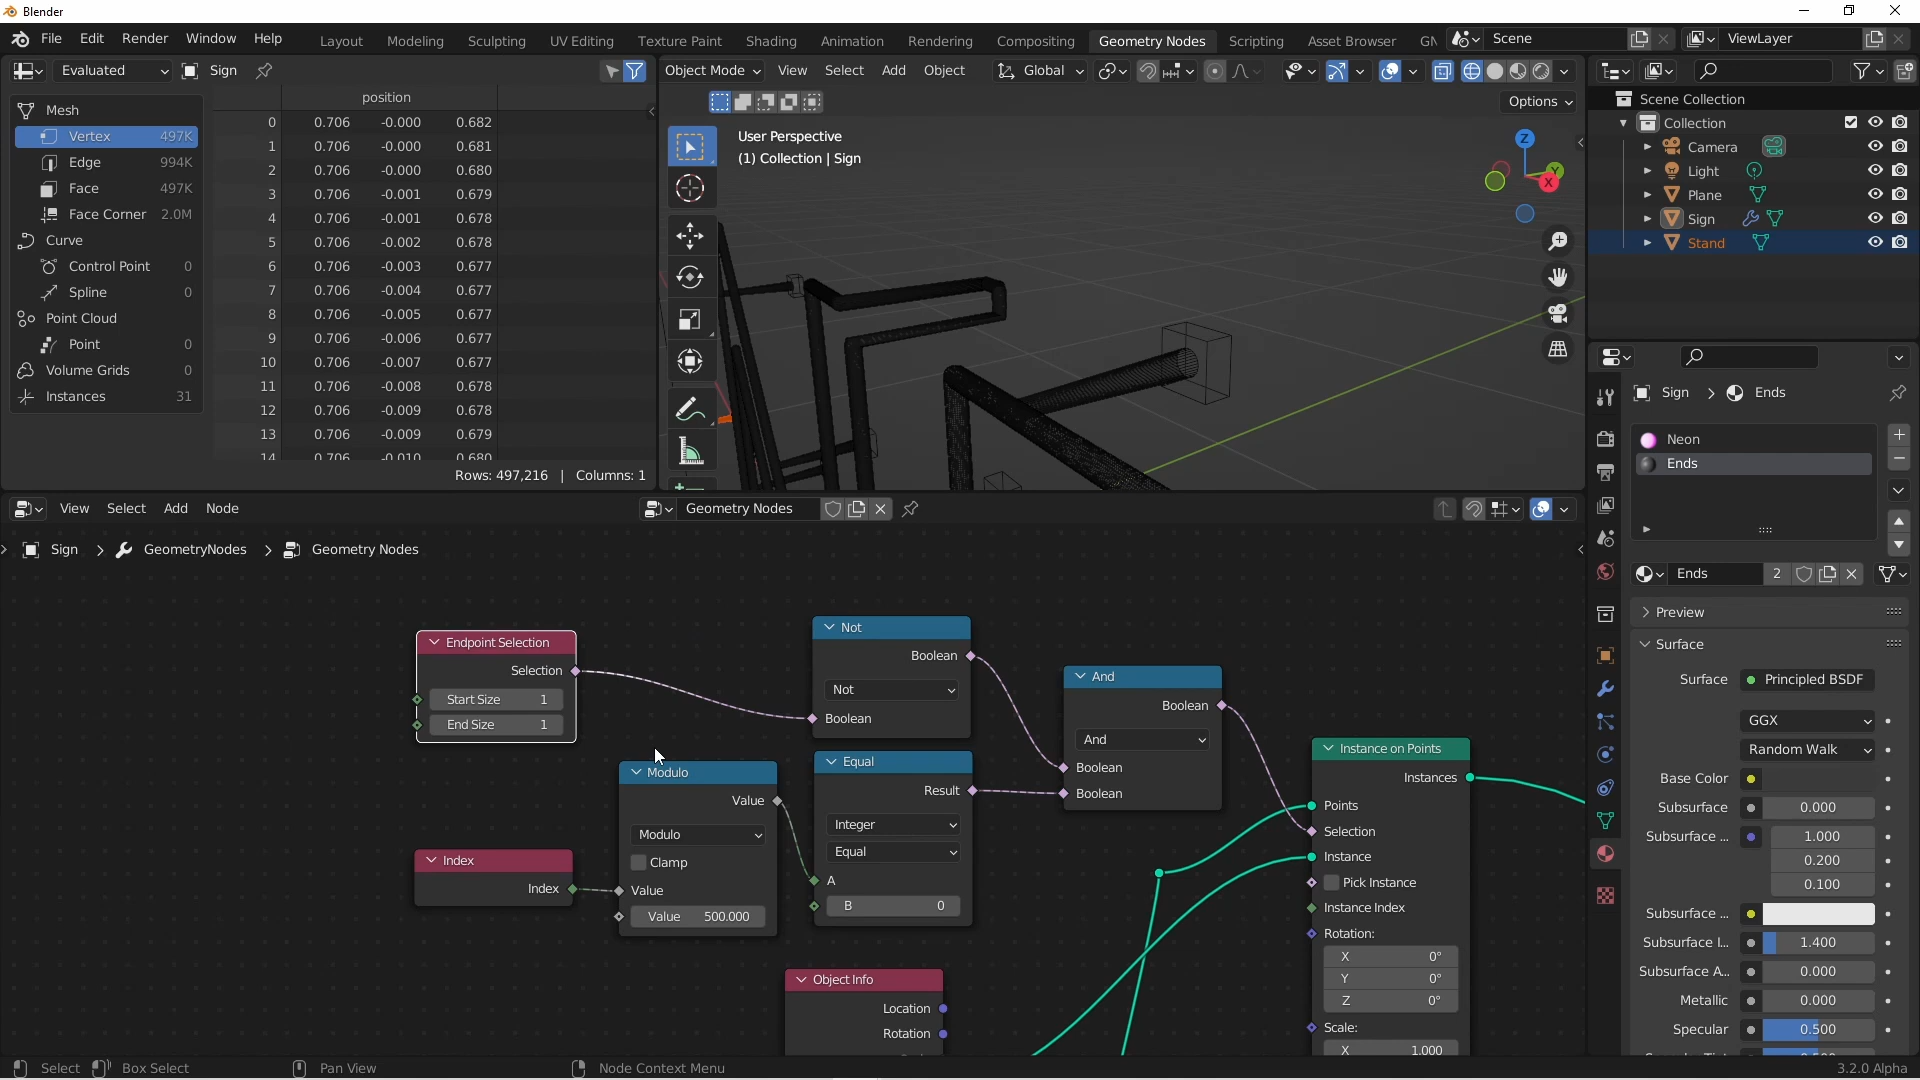 Blender
File Edit Render Window Help
Layout Modeling Sculpting UV Editing Texture Paint Shading Animation Rendering Compositing Geometry Nodes Scripting Asset Browser GN
Scene
ViewLayer
Evaluated
Sign
Object Mode View Select Add Object
Global
Options
Mesh
Vertex 497K
Edge 994K
Face 497K
Face Corner 2.0M
Curve
Control Point 0
Spline 0
Point Cloud
Point 0
Volume Grids 0
Instances 31
position
0 0.706 -0.000 0.682
1 0.706 -0.000 0.681
2 0.706 -0.000 0.680
3 0.706 -0.001 0.679
4 0.706 -0.001 0.678
5 0.706 -0.002 0.678
6 0.706 -0.003 0.677
7 0.706 -0.004 0.677
8 0.706 -0.005 0.677
9 0.706 -0.006 0.677
10 0.706 -0.007 0.677
11 0.706 -0.008 0.678
12 0.706 -0.009 0.678
13 0.706 -0.009 0.679
14 0.706 -0.010 0.680
Rows: 497,216 | Columns: 1
User Perspective
(1) Collection | Sign
Z
Y
X
Scene Collection
Collection
Camera
Light
Plane
Sign
Stand
Sign > Ends
Neon
Ends
Ends 2
Preview
Surface
Surface Principled BSDF
GGX
Random Walk
Base Color
Subsurface 0.000
Subsurface ... 1.000
0.200
0.100
Subsurface ...
Subsurface I... 1.400
Subsurface A... 0.000
Metallic 0.000
Specular 0.500
View Select Add Node
Geometry Nodes
Sign > GeometryNodes > Geometry Nodes
Endpoint Selection
Selection
Start Size 1
End Size 1
Index
Index
Modulo
Value
Modulo
Clamp
Value
Value 500.000
Not
Boolean
Not
Boolean
Equal
Result
Integer
Equal
A
B 0
And
Boolean
And
Boolean
Boolean
Object Info
Location
Rotation
Instance on Points
Instances
Points
Selection
Instance
Pick Instance
Instance Index
Rotation:
X 0°
Y 0°
Z 0°
Scale:
X 1.000
Select Box Select Pan View Node Context Menu
3.2.0 Alpha